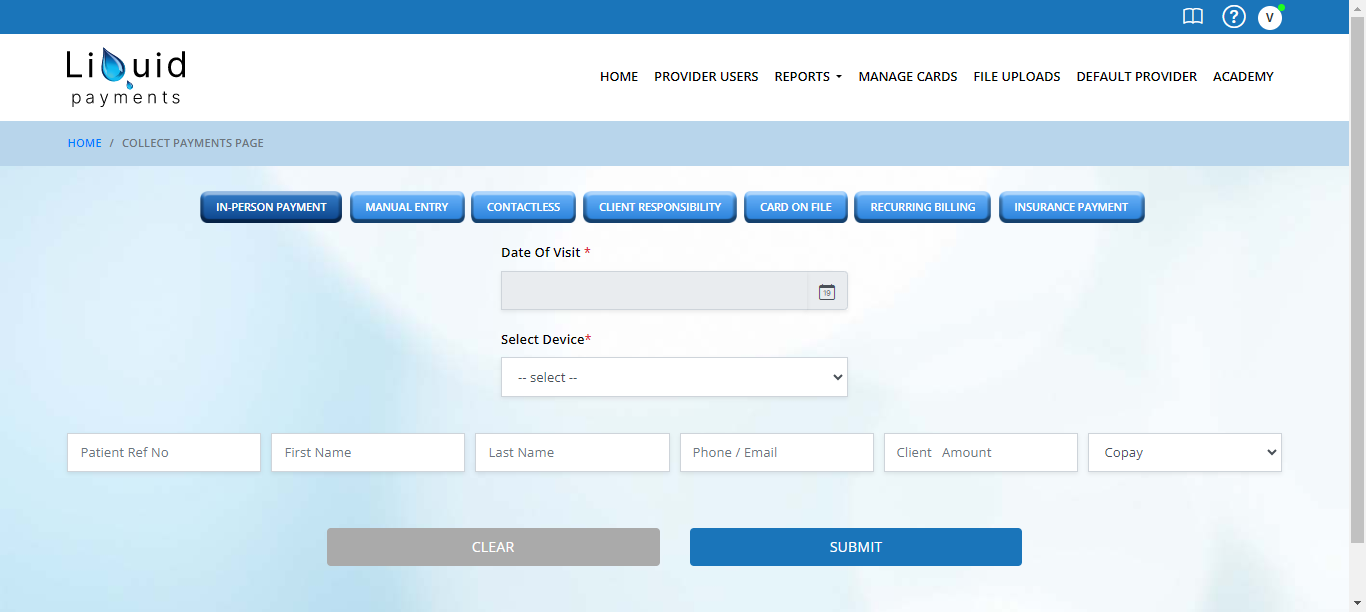 V
Liquid
payments
HOME PROVIDER USERS REPORTS MANAGE CARDS FILE UPLOADS DEFAULT PROVIDER ACADEMY
HOME / COLLECT PAYMENTS PAGE
IN-PERSON PAYMENT MANUAL ENTRY CONTACTLESS CLIENT RESPONSIBILITY CARD ON FILE RECURRING BILLING INSURANCE PAYMENT
Date Of Visit *
19
Select Device*
-- select --
Patient Ref No First Name Last Name Phone / Email Client Amount Copay
CLEAR SUBMIT